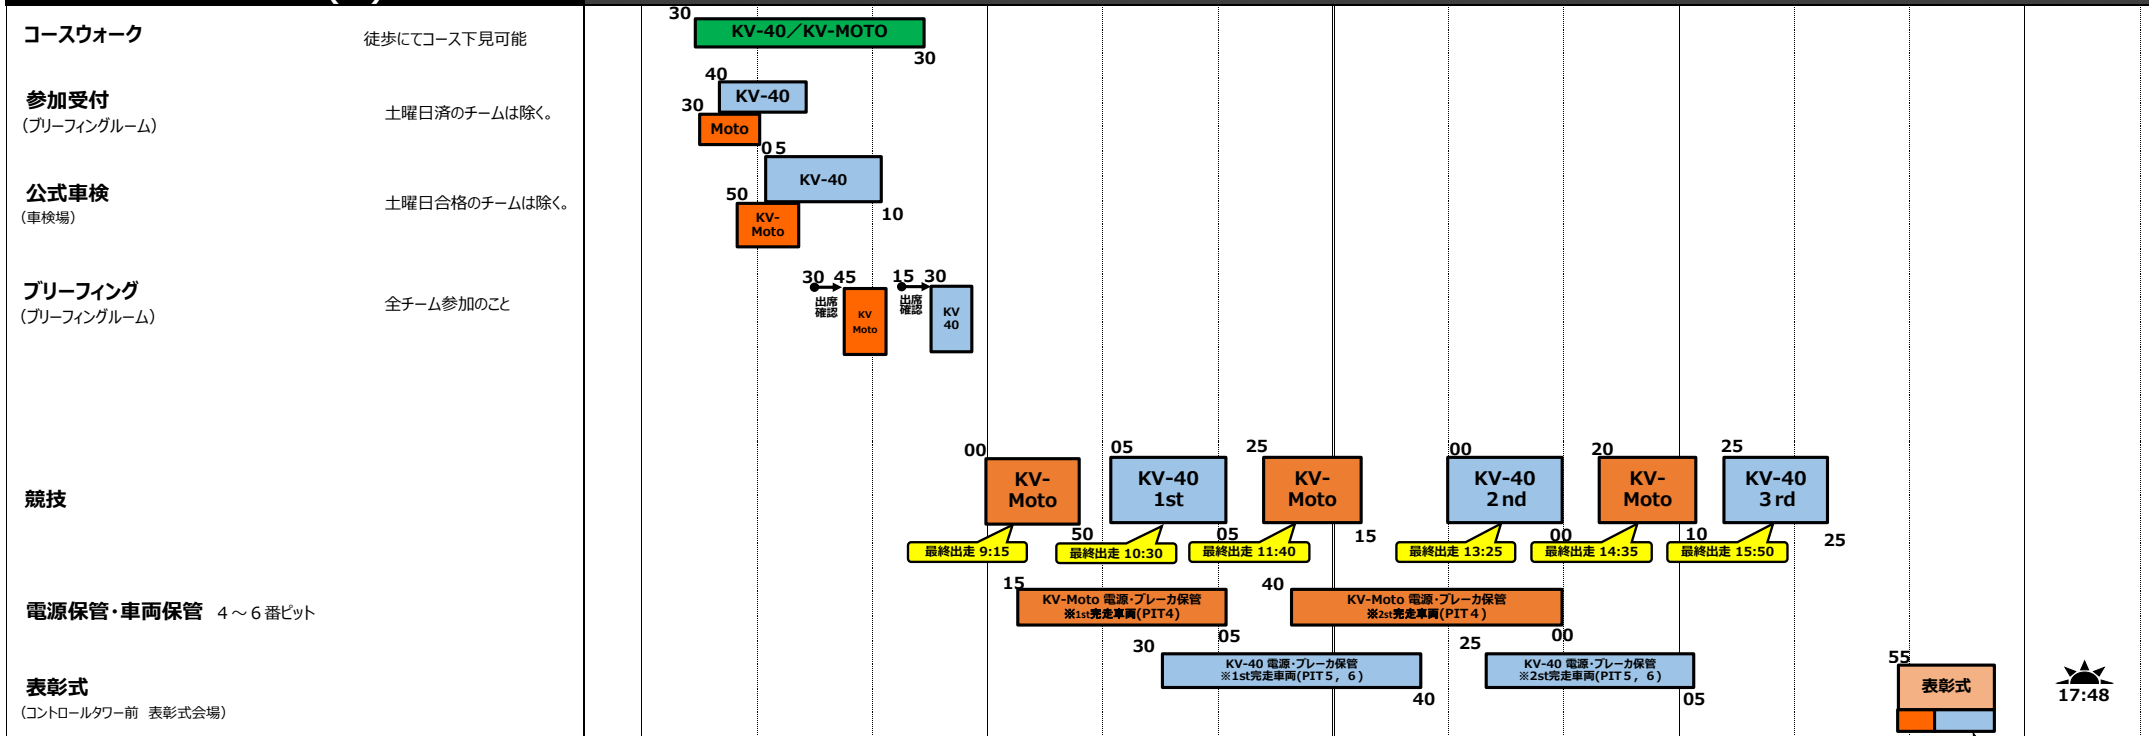 コースウォーク
徒歩にてコース下見可能
30
KV-40／KV-MOTO
30
参加受付
(ブリーフィングルーム)
土曜日済のチームは除く。
40
KV-40
30
Moto
公式車検
(車検場)
土曜日合格のチームは除く。
05
KV-40
10
50
KV-
Moto
ブリーフィング
(ブリーフィングルーム)
全チーム参加のこと
30 45
出席
確認
KV
Moto
15 30
出席
確認
KV
40
競技
00
KV-
Moto
50
最終出走 9:15
05
KV-40
1st
05
最終出走 10:30
25
KV-
Moto
15
最終出走 11:40
00
KV-40
２nd
00
最終出走 13:25
20
KV-
Moto
10
最終出走 14:35
25
KV-40
３rd
25
最終出走 15:50
電源保管・車両保管 ４～６番ピット
15
KV-Moto 電源・ブレーカ保管
※1st完走車両(PIT4)
05
40
KV-Moto 電源・ブレーカ保管
※2st完走車両(PIT４)
00
30
KV-40 電源・ブレーカ保管
※1st完走車両(PIT５，６)
40
25
KV-40 電源・ブレーカ保管
※2st完走車両(PIT５，６)
05
表彰式
(コントロールタワー前 表彰式会場)
55
表彰式
17:48